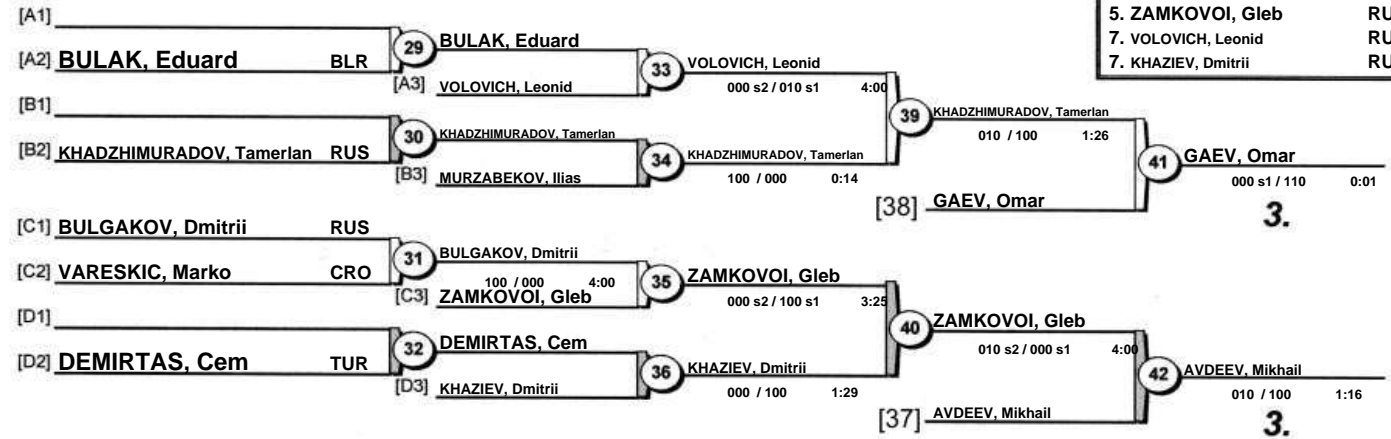 5. ZAMKOVOI, Gleb RU
7. VOLOVICH, Leonid RU
7. KHAZIEV, Dmitrii RU
[A1]
[A2] BULAK, Eduard BLR
29 BULAK, Eduard
[A3] VOLOVICH, Leonid
33 VOLOVICH, Leonid
000 s2 / 010 s1 4:00
[B1]
[B2] KHADZHIMURADOV, Tamerlan RUS
30 KHADZHIMURADOV, Tamerlan
[B3] MURZABEKOV, Ilias
34 KHADZHIMURADOV, Tamerlan
100 / 000 0:14
39 KHADZHIMURADOV, Tamerlan
010 / 100 1:26
[38] GAEV, Omar
41 GAEV, Omar
000 s1 / 110 0:01
3.
[C1] BULGAKOV, Dmitrii RUS
[C2] VARESKIC, Marko CRO
31 BULGAKOV, Dmitrii
100 / 000 4:00
[C3] ZAMKOVOI, Gleb
35 ZAMKOVOI, Gleb
000 s2 / 100 s1 3:25
[D1]
[D2] DEMIRTAS, Cem TUR
32 DEMIRTAS, Cem
[D3] KHAZIEV, Dmitrii
36 KHAZIEV, Dmitrii
000 / 100 1:29
40 ZAMKOVOI, Gleb
010 s2 / 000 s1 4:00
[37] AVDEEV, Mikhail
42 AVDEEV, Mikhail
010 / 100 1:16
3.